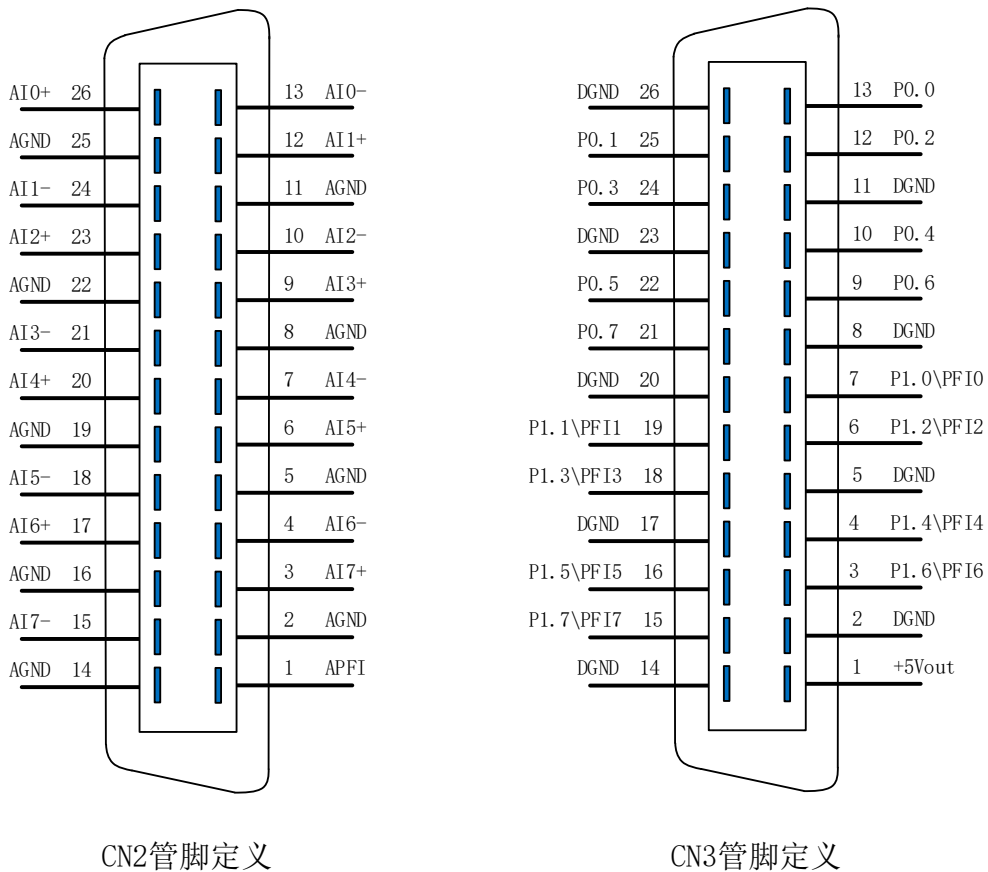 AI0+ 26 13 AI0-
AGND 25 12 AI1+
AI1- 24 11 AGND
AI2+ 23 10 AI2-
AGND 22 9 AI3+
AI3- 21 8 AGND
AI4+ 20 7 AI4-
AGND 19 6 AI5+
AI5- 18 5 AGND
AI6+ 17 4 AI6-
AGND 16 3 AI7+
AI7- 15 2 AGND
AGND 14 1 APFI
CN2管脚定义
DGND 26 13 P0.0
P0.1 25 12 P0.2
P0.3 24 11 DGND
DGND 23 10 P0.4
P0.5 22 9 P0.6
P0.7 21 8 DGND
DGND 20 7 P1.0\PFI0
P1.1\PFI1 19 6 P1.2\PFI2
P1.3\PFI3 18 5 DGND
DGND 17 4 P1.4\PFI4
P1.5\PFI5 16 3 P1.6\PFI6
P1.7\PFI7 15 2 DGND
DGND 14 1 +5Vout
CN3管脚定义